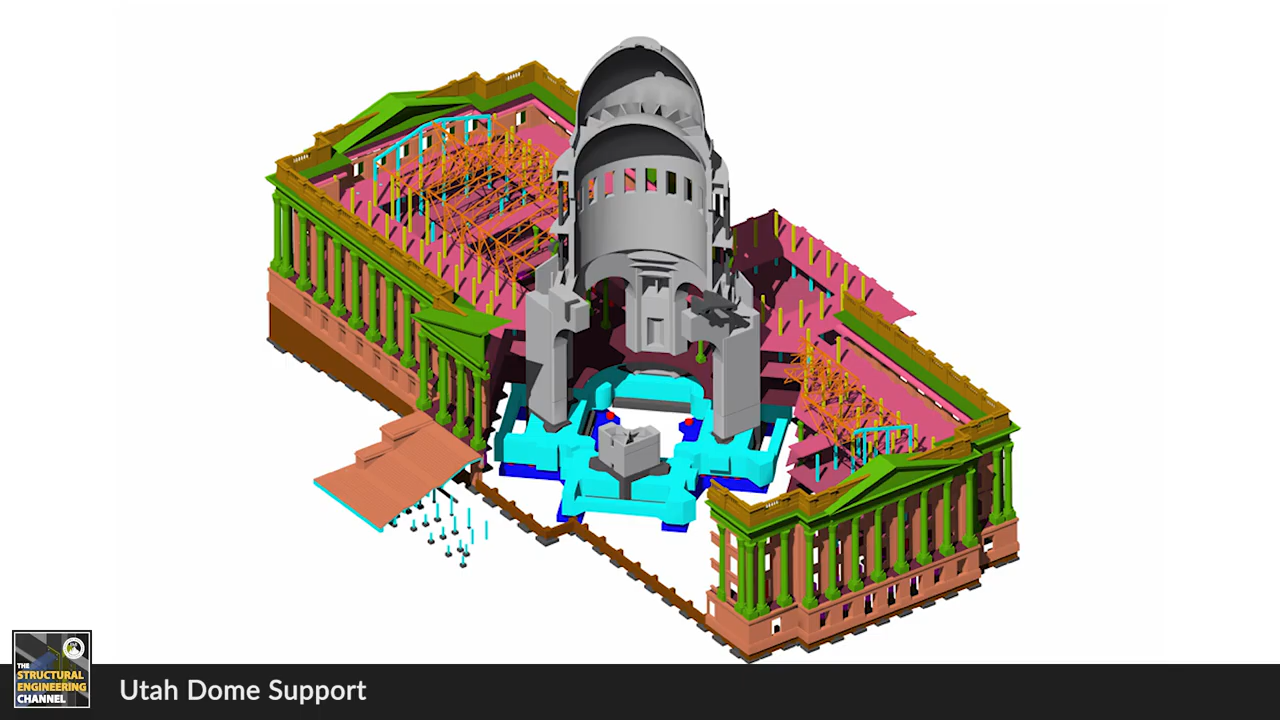 THE
STRUCTURAL
ENGINEERING
CHANNEL
Utah Dome Support